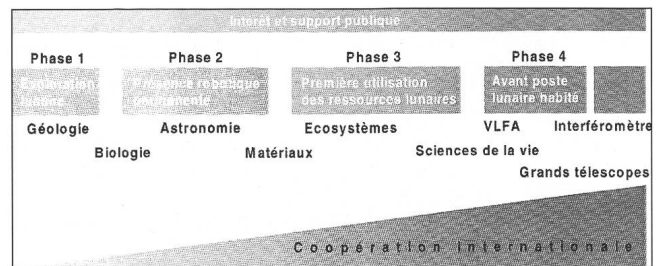 Intérêt et support publique
Phase 1 Phase 2 Phase 3 Phase 4
Exploration lunaire
Présence robotique permanente
Première utilisation des ressources lunaires
Avant poste lunaire habité
Géologie Astronomie Ecosystèmes VLFA Interféromètre
Biologie Matériaux Sciences de la vie
Grands télescopes
Coopération internationale